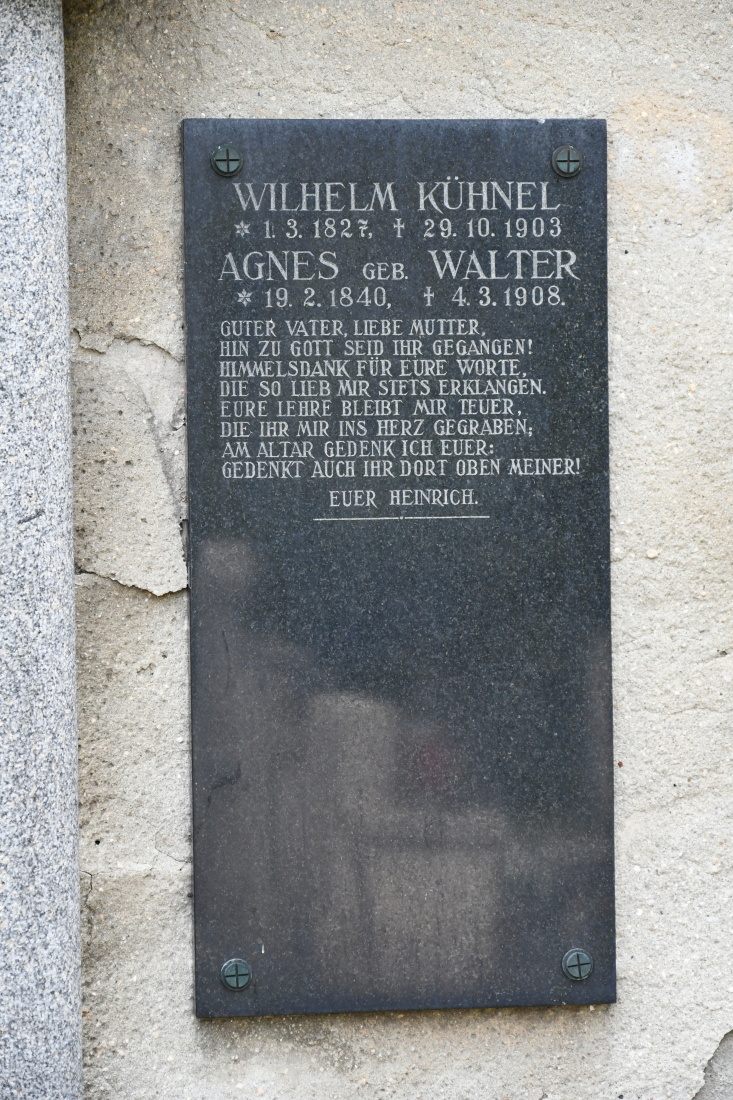 WILHELM KÜHNEL
* 1.3.1827, † 29.10.1903
AGNES GEB. WALTER
* 19.2.1840, † 4.3.1908.
GUTER VATER, LIEBE MUTTER,
HIN ZU GOTT SEID IHR GEGANGEN!
HIMMELSDANK FÜR EURE WORTE,
DIE SO LIEB MIR STETS ERKLANGEN.
EURE LEHRE BLEIBT MIR TEUER,
DIE IHR MIR INS HERZ GEGRABEN;
AM ALTAR GEDENK ICH EUER:
GEDENKT AUCH IHR DORT OBEN MEINER!
EUER HEINRICH.